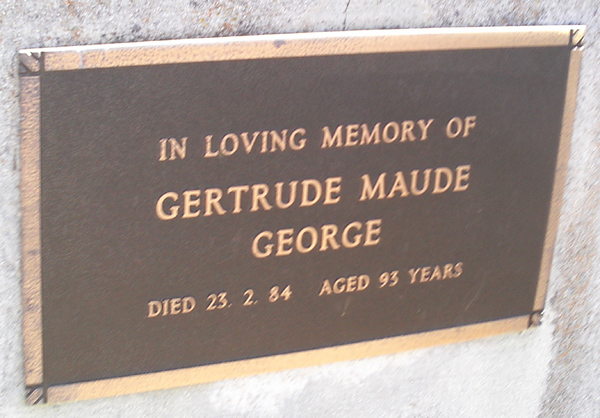 IN LOVING MEMORY OF
GERTRUDE MAUDE
GEORGE
DIED 23. 2. 84 AGED 93 YEARS